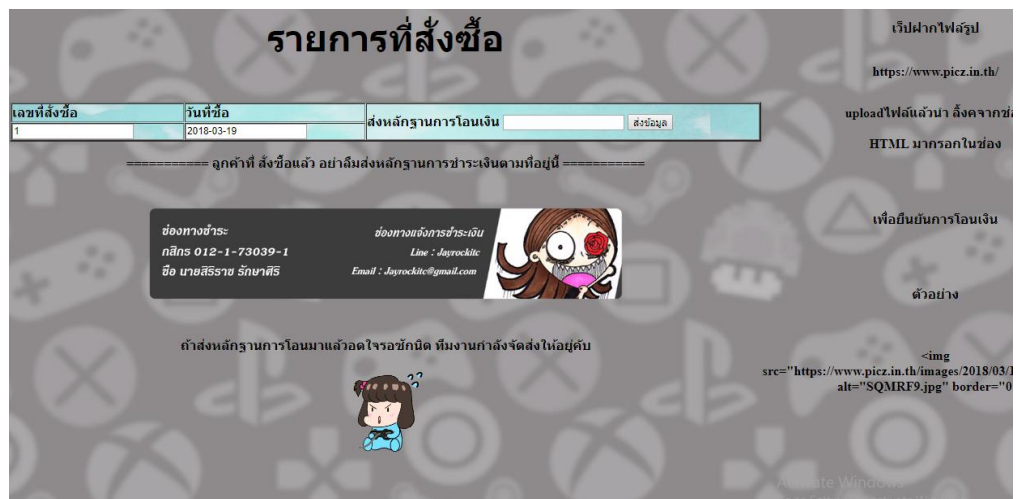 รายการที่สั่งซื้อ
เลขที่สั่งซื้อ วันที่ซื้อ ส่งหลักฐานการโอนเงิน ส่งข้อมูล
1 2018-03-19
=========== ลูกค้าที่ สั่งซื้อแล้ว อย่าลืมส่งหลักฐานการชำระเงินตามที่อยู่นี้ ===========
ช่องทางชำระ
กสิกร 012-1-73039-1
ชื่อ นายสิริราช รักษาศิริ
ช่องทางแจ้งการชำระเงิน
Line : Jayrockite
Email : Jayrockite@gmail.com
ถ้าส่งหลักฐานการโอนมาแล้วอดใจรอซักนิด ทีมงานกำลังจัดส่งให้อยู่คับ
เว็ปฝากไฟล์รูป
https://www.picz.in.th/
uploadไฟล์แล้วนำ ลิ้งคจากช่อ
HTML มากรอกในช่อง
เพื่อยืนยันการโอนเงิน
ตัวอย่าง
<img
src="https://www.picz.in.th/images/2018/03/1
alt="SQMRF9.jpg" border="0
Activate Windows